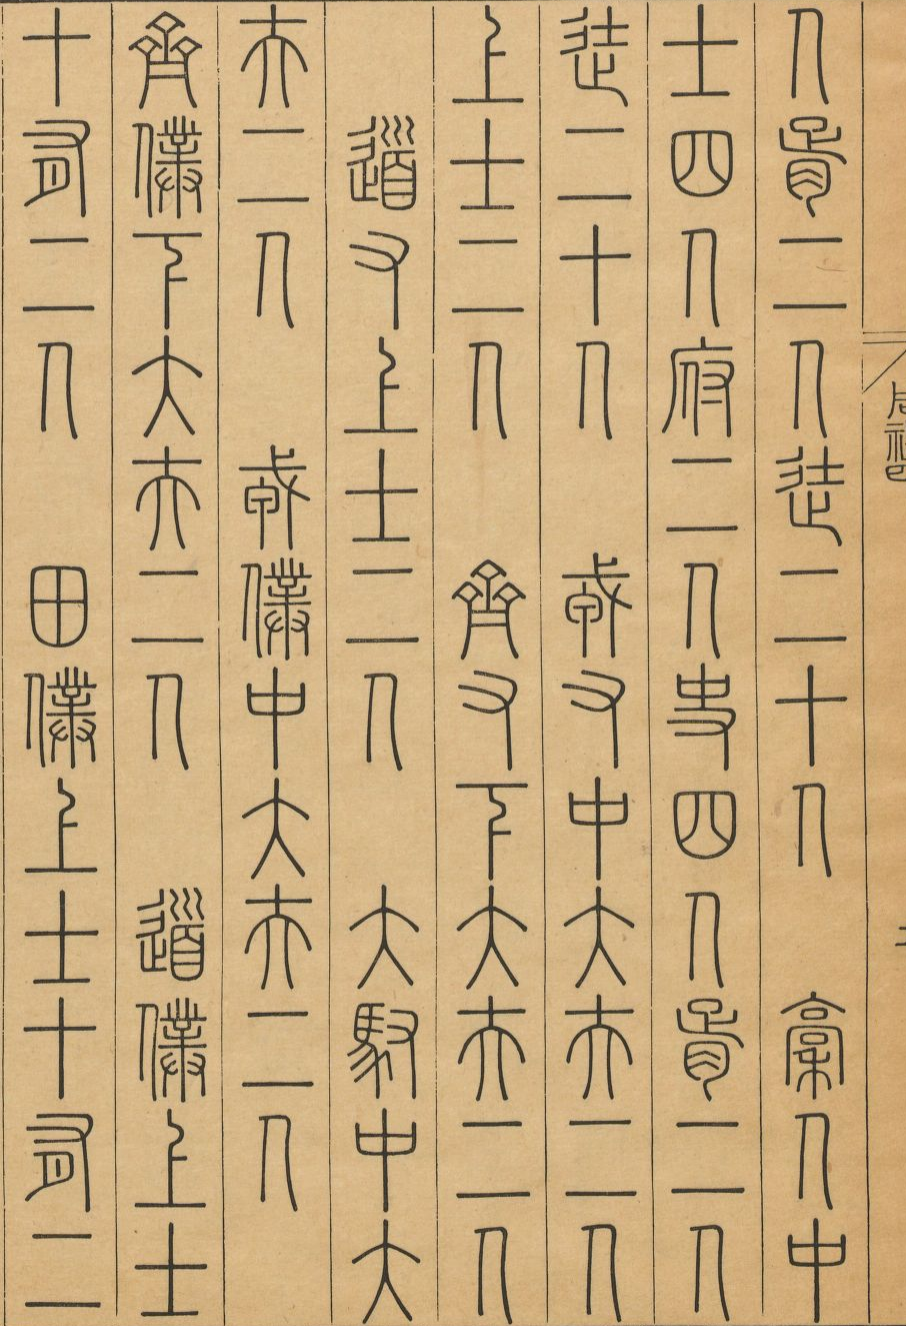 人胥二人徒二十人　稾人中
士四人府二人史四人胥二人
徒二十人　戎又中大夫二人
上士二人　齊又下大夫二人
道又上士二人　大馭中大
夫二人　戎僕中大夫二人
齊僕下大夫二人　道僕上士
十有二人　田僕上士十有二